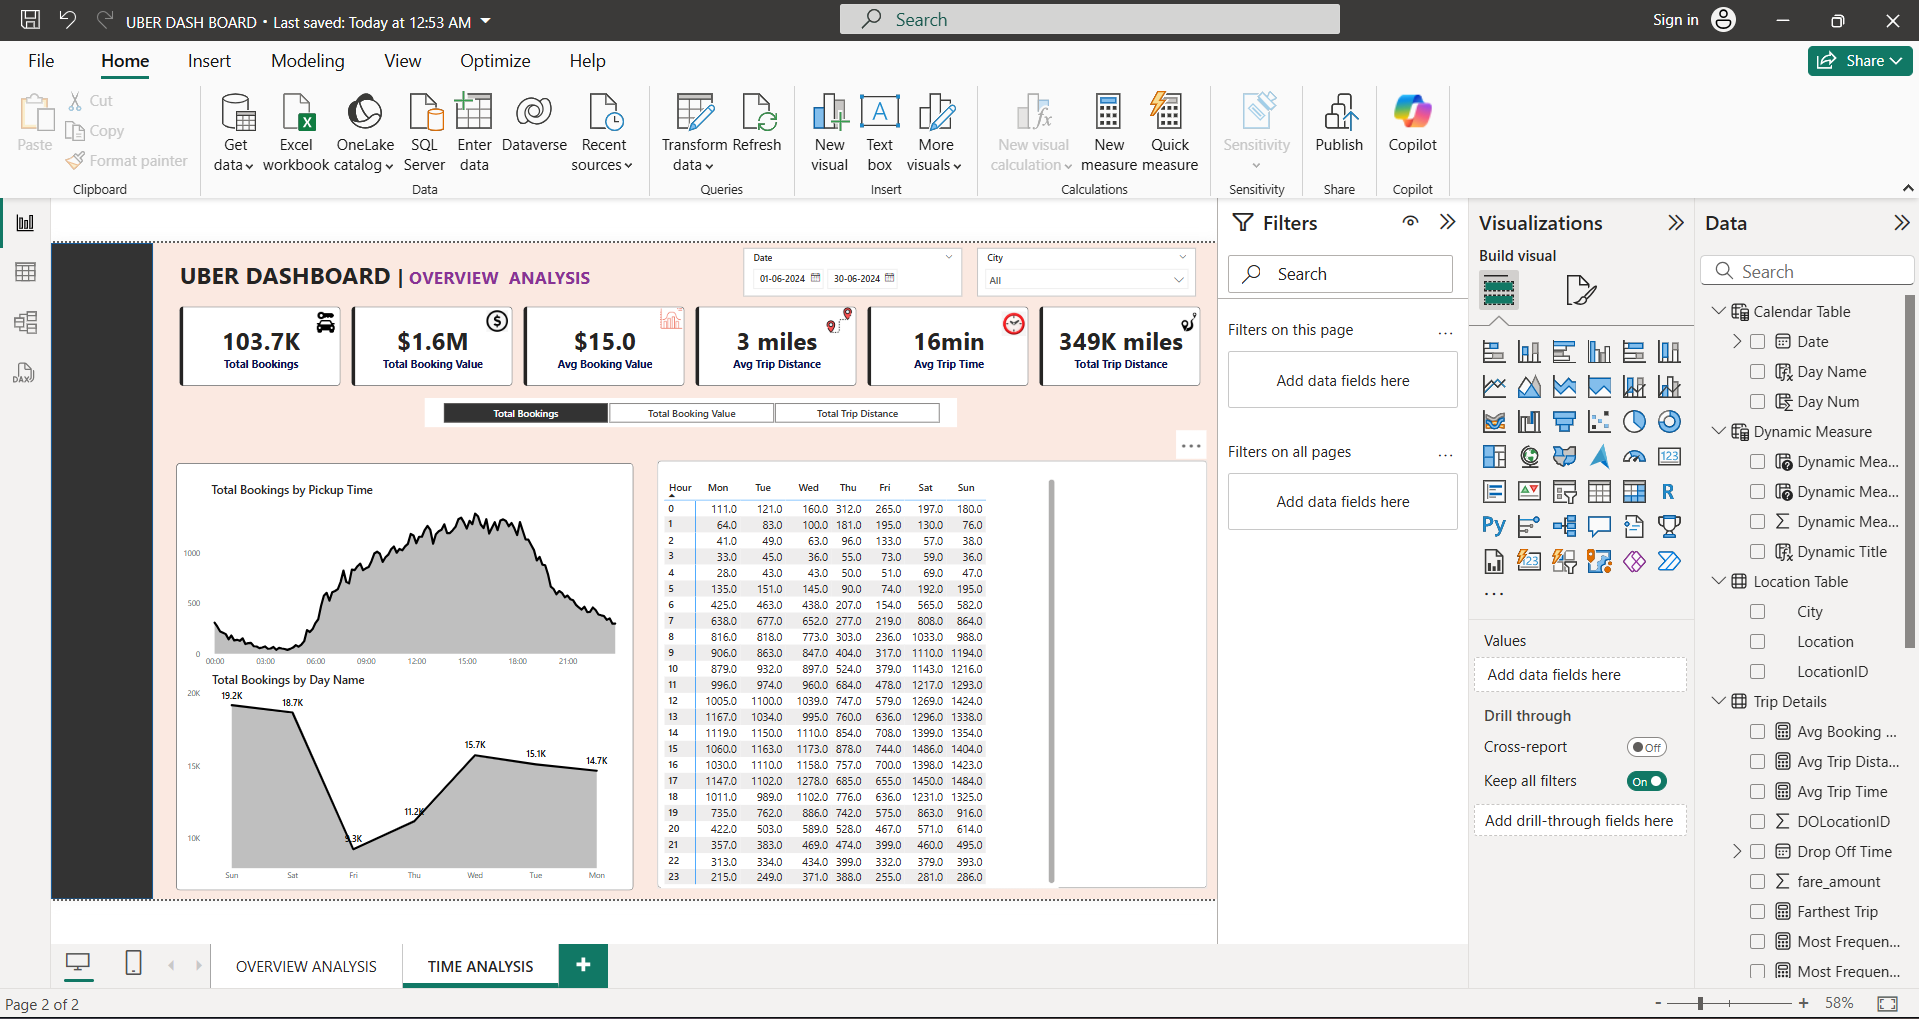 UBER DASH BOARD • Last saved: Today at 12:53 AM
Search
Sign in
File Home Insert Modeling View Optimize Help
Share
Paste
Cut
Copy
Format painter
Clipboard
Get data
Excel workbook
OneLake catalog
SQL Server
Enter data
Dataverse
Recent sources
Data
Transform data
Refresh
Queries
New visual
Text box
More visuals
Insert
New visual calculation
New measure
Quick measure
Calculations
Sensitivity
Sensitivity
Publish
Share
Copilot
Copilot
UBER DASHBOARD | OVERVIEW ANALYSIS
Date
01-06-2024 30-06-2024
City
All
103.7K
Total Bookings
$1.6M
Total Booking Value
$15.0
Avg Booking Value
3 miles
Avg Trip Distance
16min
Avg Trip Time
349K miles
Total Trip Distance
Total Bookings Total Booking Value Total Trip Distance
Total Bookings by Pickup Time
1000
500
0
00:00 03:00 06:00 09:00 12:00 15:00 18:00 21:00
Total Bookings by Day Name
20K
15K
10K
19.2K 18.7K 11.2K 15.7K 15.1K 14.7K
Sun Sat Fri Thu Wed Tue Mon
Hour Mon Tue Wed Thu Fri Sat Sun
0 111.0 121.0 160.0 312.0 265.0 197.0 180.0
1 64.0 83.0 100.0 181.0 195.0 130.0 76.0
2 41.0 49.0 63.0 96.0 133.0 57.0 38.0
3 33.0 45.0 36.0 55.0 73.0 59.0 36.0
4 28.0 43.0 43.0 50.0 51.0 69.0 47.0
5 135.0 151.0 145.0 90.0 74.0 192.0 195.0
6 425.0 463.0 438.0 207.0 154.0 565.0 582.0
7 638.0 677.0 652.0 277.0 219.0 808.0 864.0
8 816.0 818.0 773.0 303.0 236.0 1033.0 988.0
9 906.0 863.0 847.0 404.0 317.0 1110.0 1194.0
10 879.0 932.0 897.0 524.0 379.0 1143.0 1216.0
11 996.0 974.0 960.0 684.0 478.0 1217.0 1293.0
12 1005.0 1100.0 1039.0 747.0 579.0 1269.0 1424.0
13 1167.0 1034.0 995.0 760.0 636.0 1296.0 1338.0
14 1119.0 1150.0 1110.0 854.0 708.0 1399.0 1354.0
15 1060.0 1163.0 1173.0 878.0 744.0 1486.0 1404.0
16 1030.0 1110.0 1158.0 757.0 700.0 1398.0 1423.0
17 1147.0 1102.0 1278.0 685.0 655.0 1450.0 1484.0
18 1011.0 989.0 1102.0 776.0 636.0 1231.0 1325.0
19 735.0 762.0 886.0 742.0 575.0 863.0 916.0
20 422.0 503.0 589.0 528.0 467.0 571.0 614.0
21 357.0 383.0 469.0 474.0 399.0 460.0 495.0
22 313.0 334.0 434.0 399.0 332.0 379.0 393.0
23 215.0 249.0 371.0 388.0 255.0 281.0 286.0
Filters
Search
Filters on this page
Add data fields here
Filters on all pages
Add data fields here
Visualizations
Build visual
123
R
Py
123
Values
Add data fields here
Drill through
Cross-report Off
Keep all filters On
Add drill-through fields here
Data
Search
Calendar Table
Date
Day Name
Day Num
Dynamic Measure
Dynamic Mea...
Dynamic Mea...
Dynamic Mea...
Dynamic Title
Location Table
City
Location
LocationID
Trip Details
Avg Booking ...
Avg Trip Dista...
Avg Trip Time
DOLocationID
Drop Off Time
fare_amount
Farthest Trip
Most Frequen...
Most Frequen...
OVERVIEW ANALYSIS TIME ANALYSIS
Page 2 of 2
- + 58%